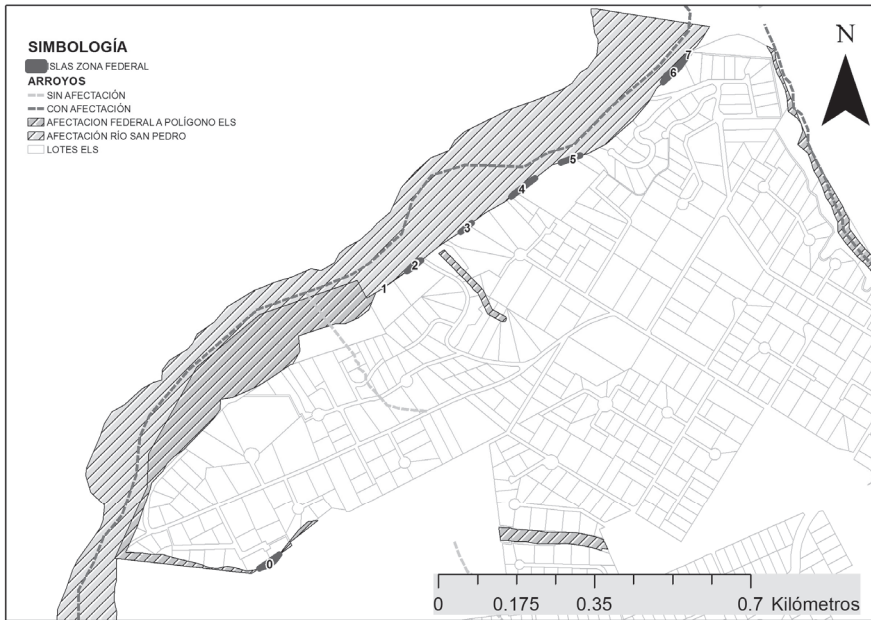 SIMBOLOGÍA
ISLAS ZONA FEDERAL
ARROYOS
SIN AFECTACIÓN
CON AFECTACIÓN
AFECTACION FEDERAL A POLÍGONO ELS
AFECTACIÓN RÍO SAN PEDRO
LOTES ELS
N
7
6
5
4
3
2
1
0
0 0.175 0.35 0.7 Kilómetros